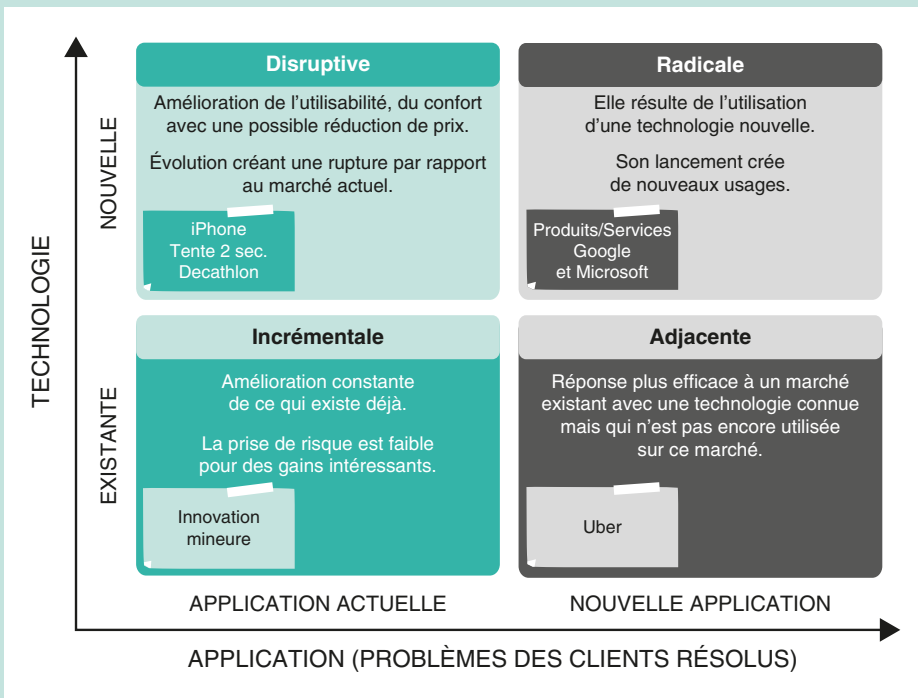 TECHNOLOGIE
NOUVELLE
Disruptive
Amélioration de l’utilisabilité, du confort
avec une possible réduction de prix.
Évolution créant une rupture par rapport
au marché actuel.
iPhone
Tente 2 sec.
Decathlon
Radicale
Elle résulte de l’utilisation
d’une technologie nouvelle.
Son lancement crée
de nouveaux usages.
Produits/Services
Google
et Microsoft
EXISTANTE
Incrémentale
Amélioration constante
de ce qui existe déjà.
La prise de risque est faible
pour des gains intéressants.
Innovation
mineure
Adjacente
Réponse plus efficace à un marché
existant avec une technologie connue
mais qui n’est pas encore utilisée
sur ce marché.
Uber
APPLICATION ACTUELLE
NOUVELLE APPLICATION
APPLICATION (PROBLÈMES DES CLIENTS RÉSOLUS)